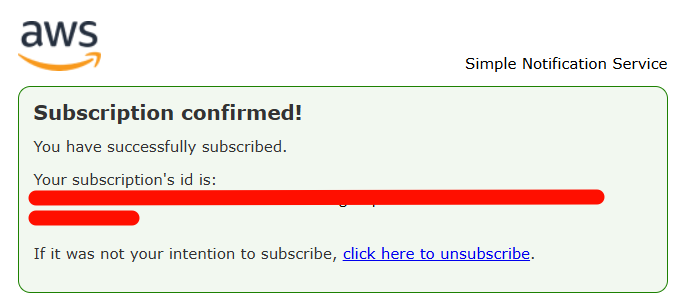 aws
Simple Notification Service
Subscription confirmed!
You have successfully subscribed.
Your subscription's id is:
If it was not your intention to subscribe, click here to unsubscribe.